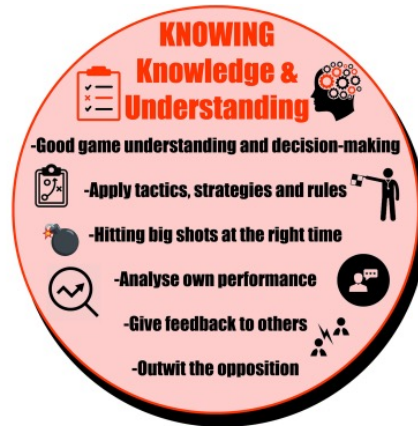 KNOWING
Knowledge &
Understanding
-Good game understanding and decision-making
-Apply tactics, strategies and rules
-Hitting big shots at the right time
-Analyse own performance
-Give feedback to others
-Outwit the opposition